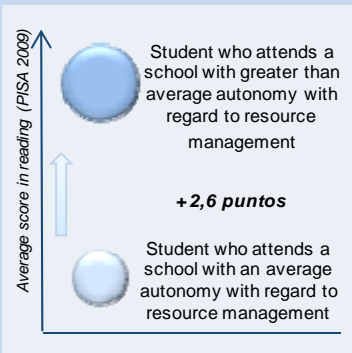 Average score in reading (PISA 2009)
Student who attends a
school with greater than
average autonomy with
regard to resource
management
+2,6 puntos
Student who attends a
school with an average
autonomy with regard to
resource management